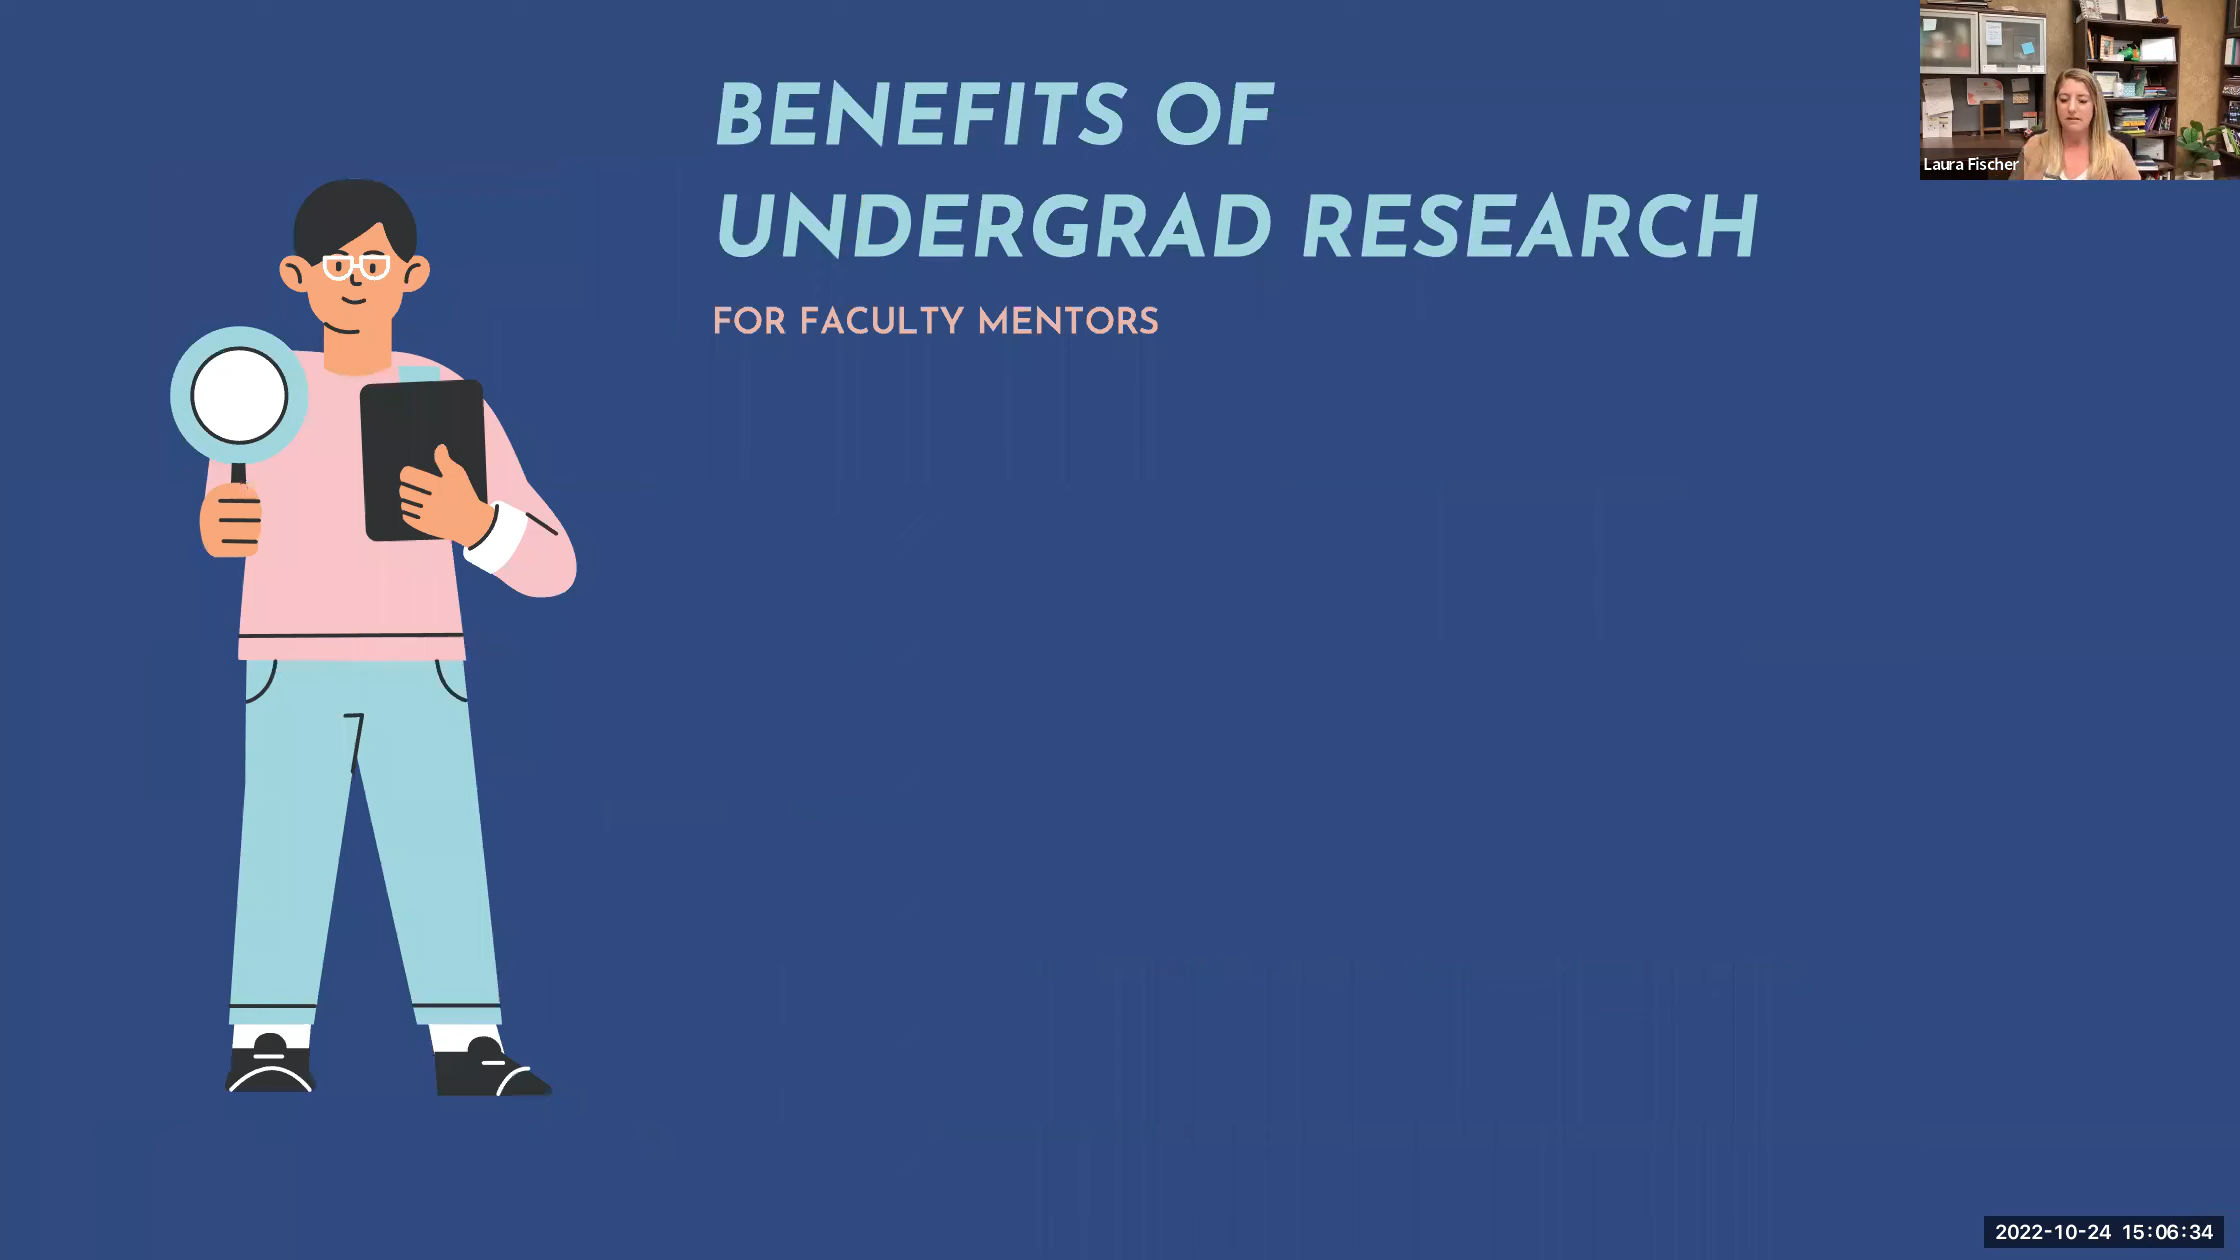 BENEFITS OF
UNDERGRAD RESEARCH
FOR FACULTY MENTORS
Laura Fischer
2022-10-24 15:06:34